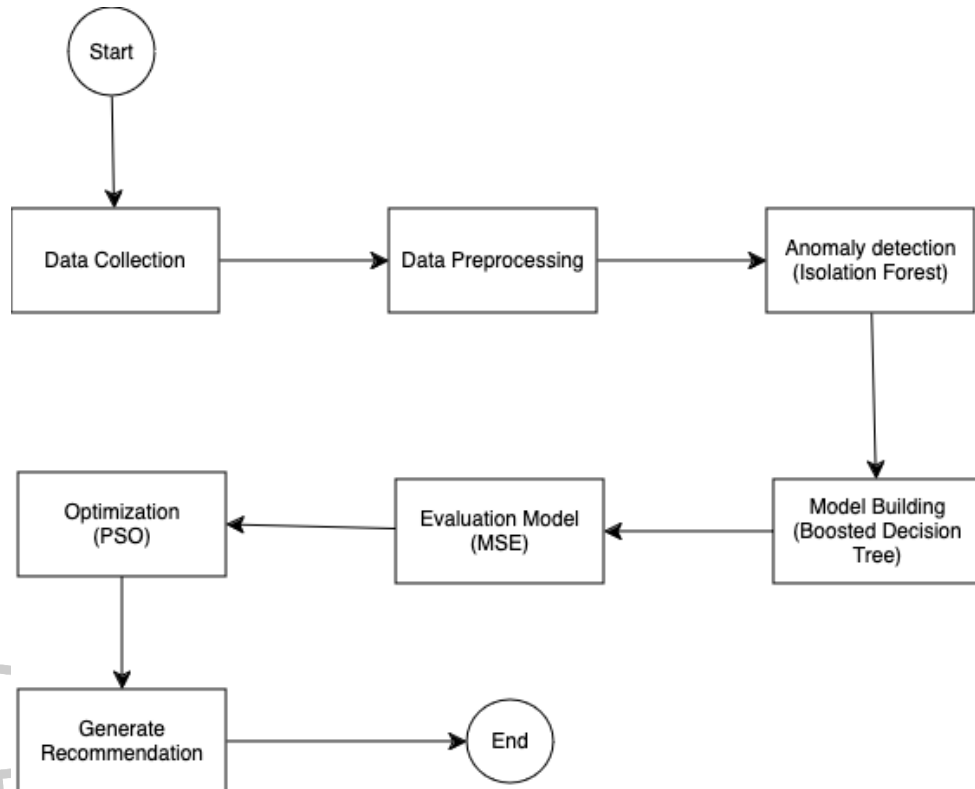 Start
Data Collection
Data Preprocessing
Anomaly detection
(Isolation Forest)
Model Building
(Boosted Decision
Tree)
Evaluation Model
(MSE)
Optimization
(PSO)
Generate
Recommendation
End